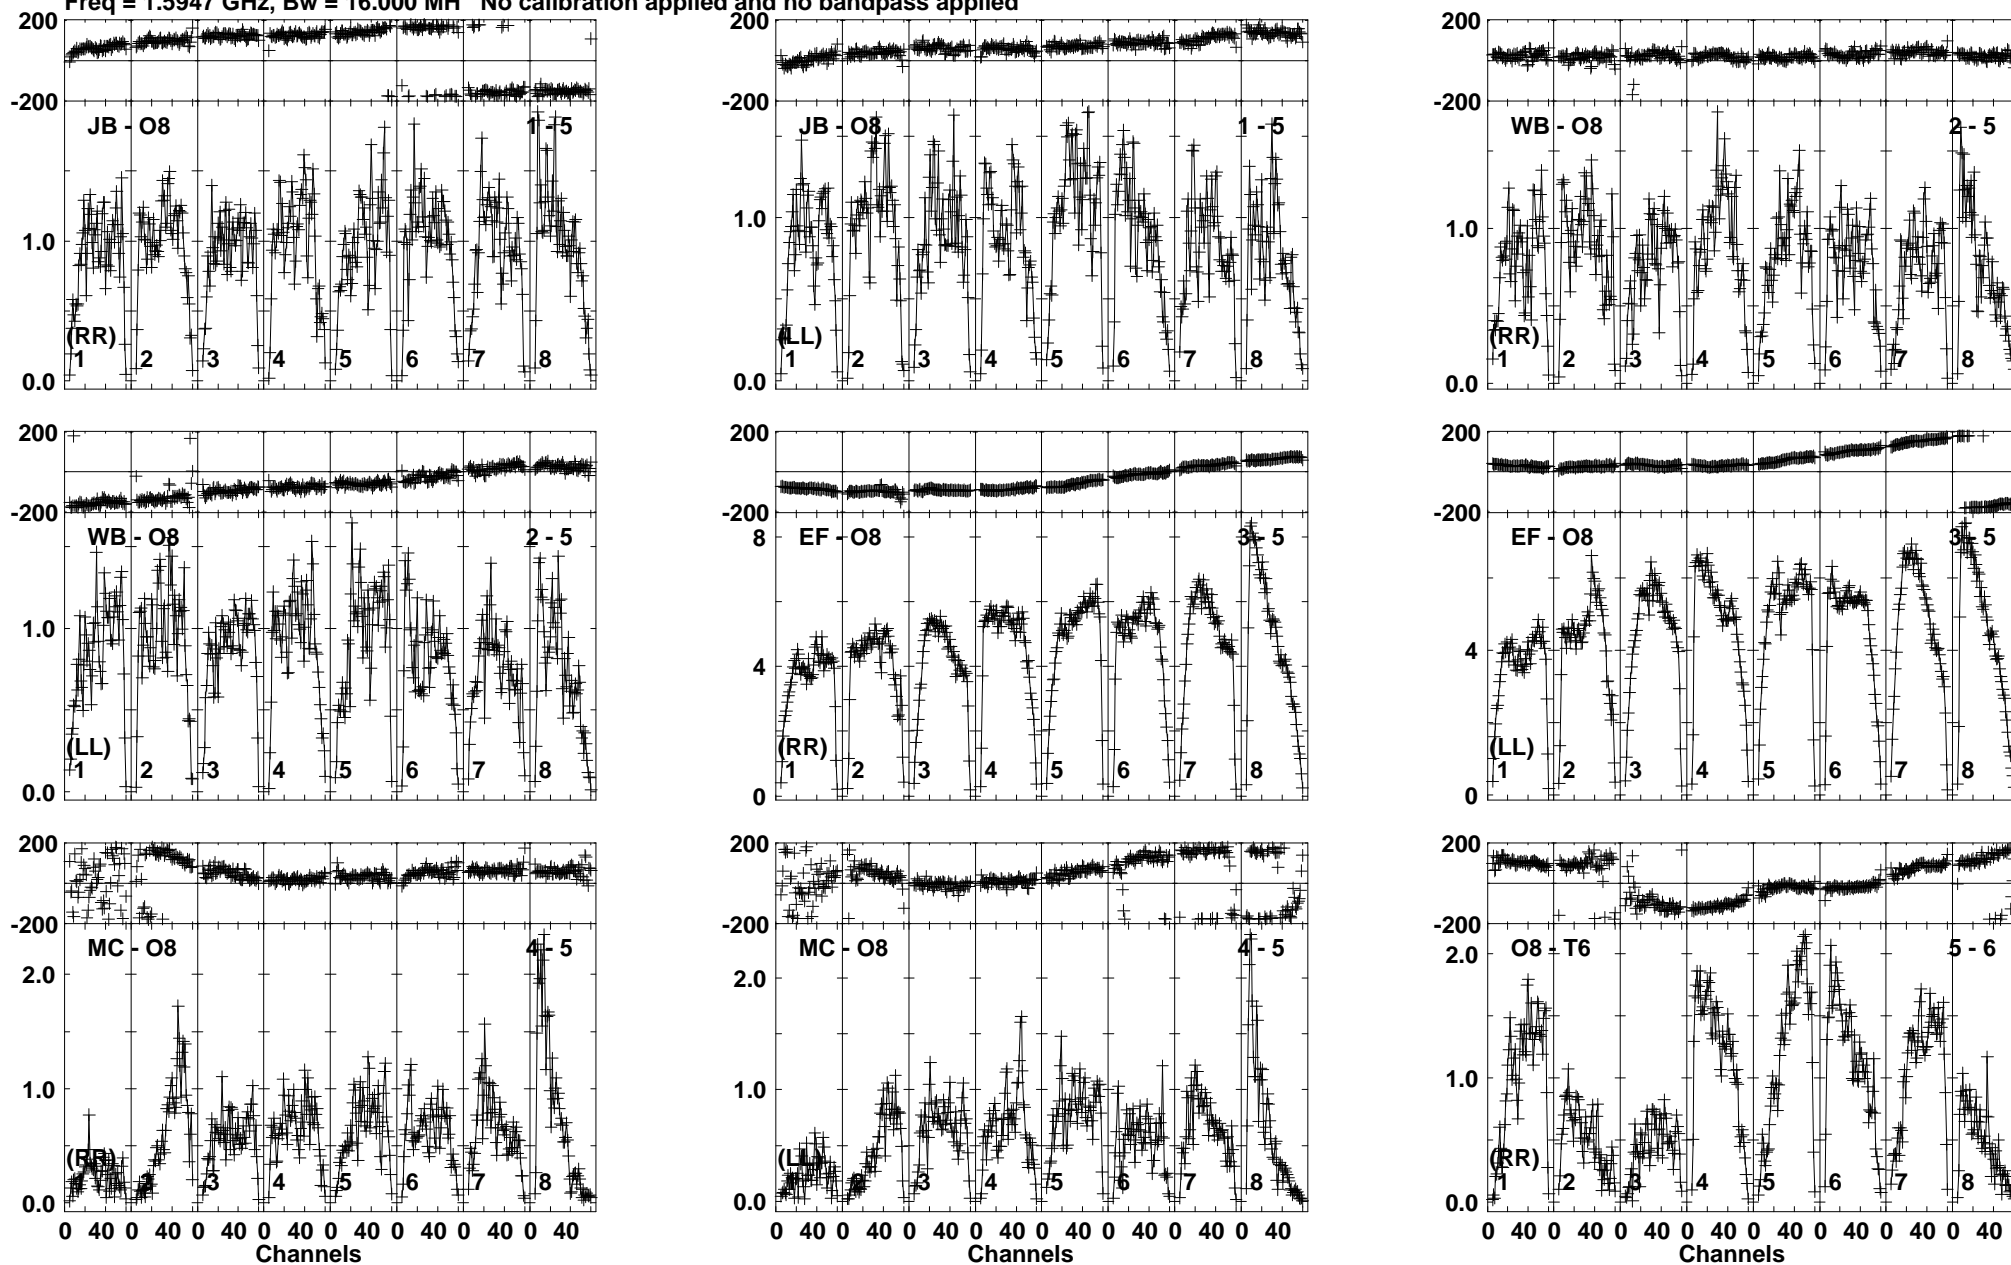 Freq = 1.5947 GHz, Bw = 16.000 MH No calibration applied and no bandpass applied
200 200 200
-200 -200 -200
JB - O8 1 - 5 JB - O8 1 - 5 WB - O8 2 - 5
1.0 1.0 1.0
(RR) (LL) (RR)
1 2 3 4 5 6 7 8 1 2 3 4 5 6 7 8 1 2 3 4 5 6 7 8
0.0 0.0 0.0
200 200 200
-200 -200 -200
WB - O8 2 - 5 EF - O8 3 - 5 EF - O8 3 - 5
8
1.0 4 4
(LL) (RR) (LL)
1 2 3 4 5 6 7 8 1 2 3 4 5 6 7 8 1 2 3 4 5 6 7 8
0.0 0 0
200 200 200
-200 -200 -200
MC - O8 4 - 5 MC - O8 4 - 5 O8 - T6 5 - 6
2.0 2.0 2.0
1.0 1.0 1.0
(RR) (LL) (RR)
1 2 3 4 5 6 7 8 1 2 3 4 5 6 7 8 1 2 3 4 5 6 7 8
0.0 0.0 0.0
0 40 0 40 0 40 0 40 0 40 0 40 0 40 0 40 0 40 0 40 0 40 0 40 0 40 0 40 0 40 0 40 0 40 0 40 0 40 0 40 0 40 0 40 0 40 0 40
Channels Channels Channels